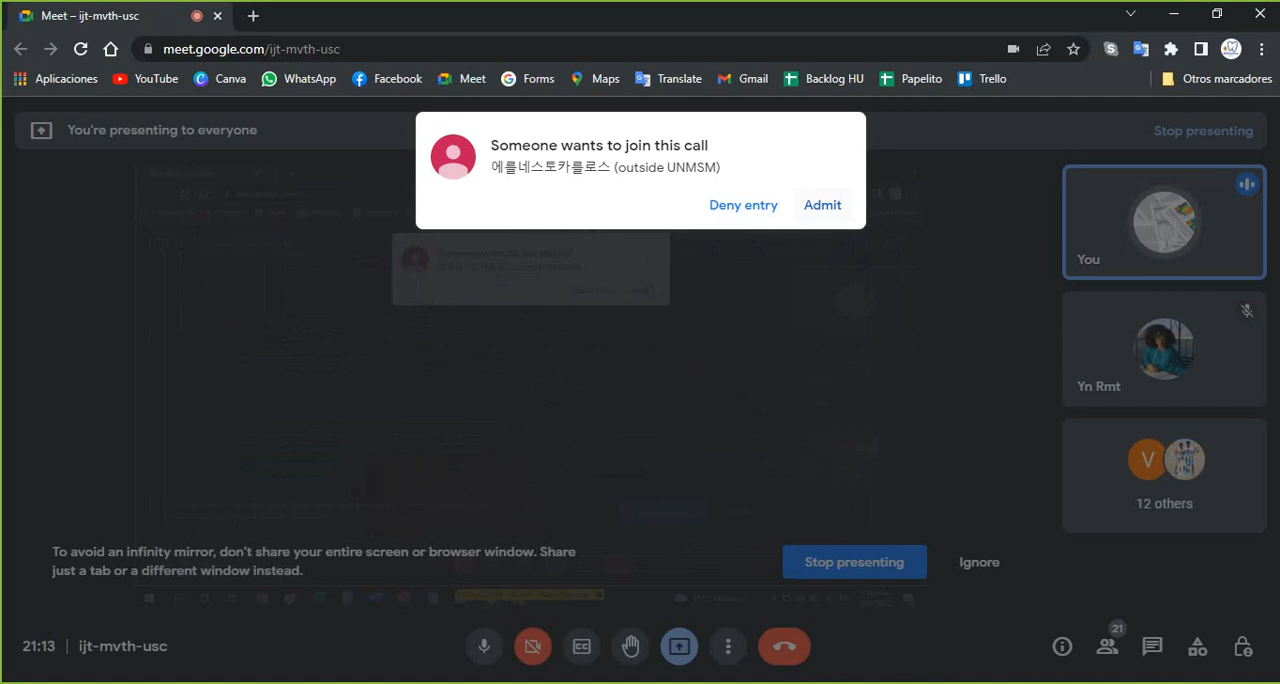 Meet – ijt-mvth-usc
meet.google.com/ijt-mvth-usc
Aplicaciones YouTube Canva WhatsApp Facebook Meet Forms Maps Translate Gmail Backlog HU Papelito Trello Otros marcadores
You're presenting to everyone
Stop presenting
Someone wants to join this call
에를네스토카를로스 (outside UNMSM)
Deny entry Admit
You
Yn Rmt
V
12 others
To avoid an infinity mirror, don't share your entire screen or browser window. Share
just a tab or a different window instead.
Stop presenting Ignore
21:13 | ijt-mvth-usc
21